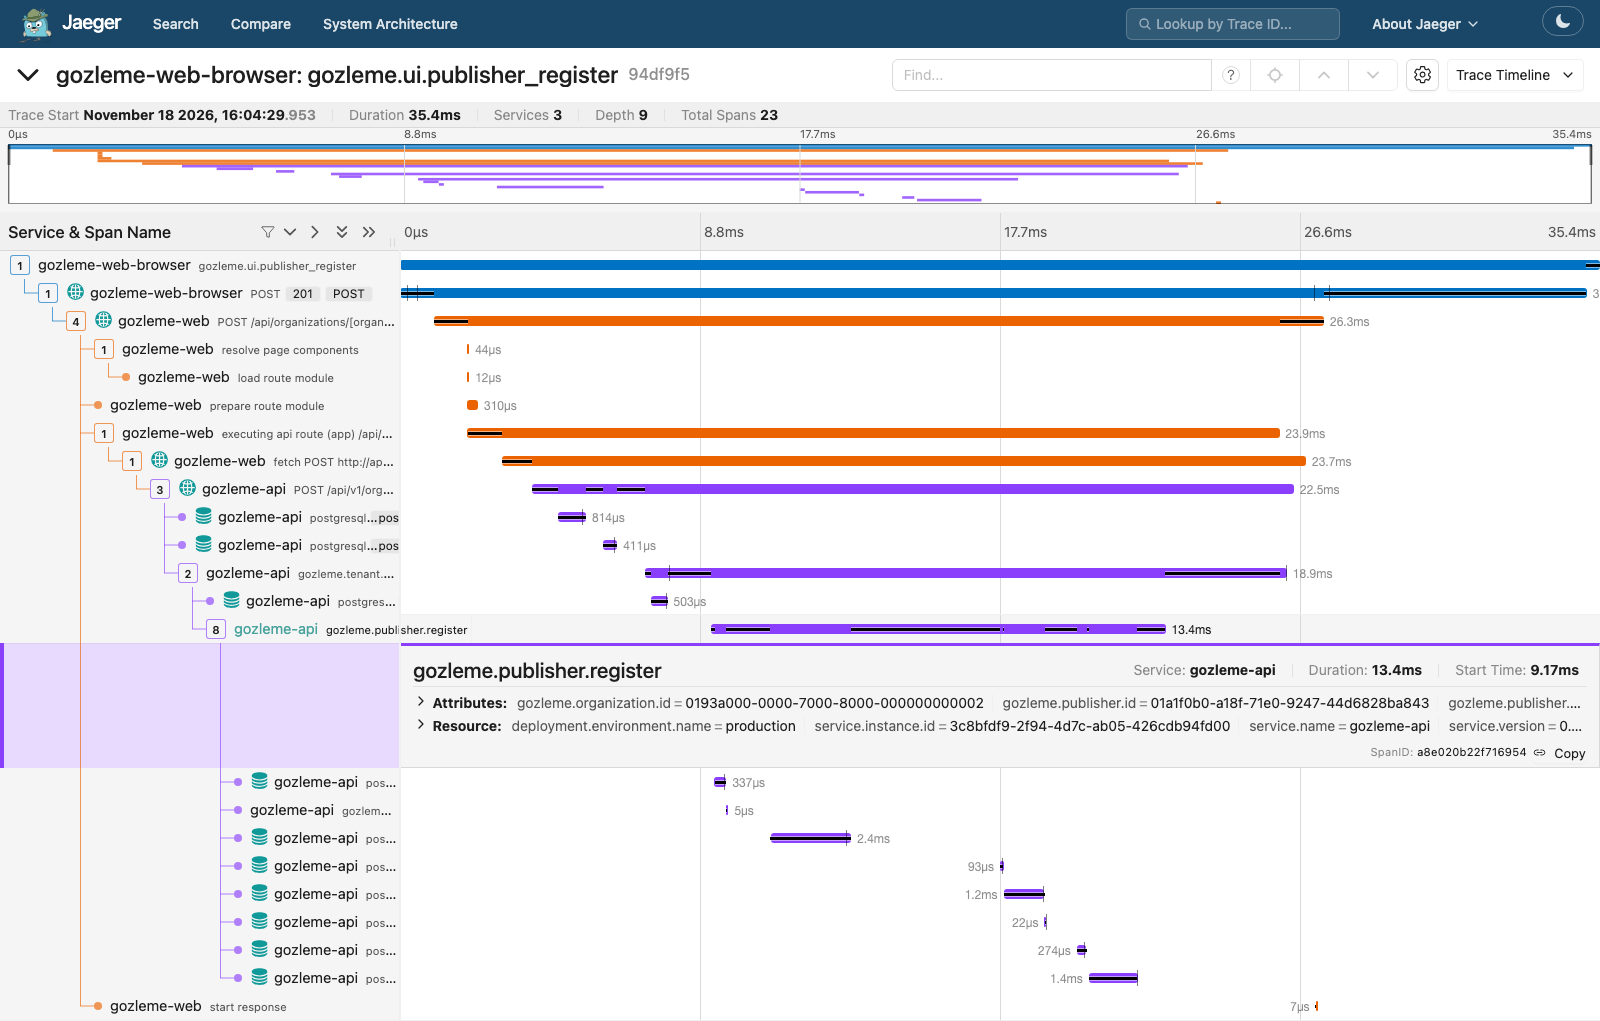 Jaeger Search Compare System Architecture Lookup by Trace ID... About Jaeger
gozleme-web-browser: gozleme.ui.publisher_register 94df9f5 Find... ? Trace Timeline
Trace Start November 18 2026, 16:04:29.953 Duration 35.4ms Services 3 Depth 9 Total Spans 23
0μs 8.8ms 17.7ms 26.6ms 35.4ms
Service & Span Name 0μs 8.8ms 17.7ms 26.6ms 35.4ms
1 gozleme-web-browser gozleme.ui.publisher_register
1 gozleme-web-browser POST 201 POST 3
4 gozleme-web POST /api/organizations/[organ... 26.3ms
1 gozleme-web resolve page components 44μs
gozleme-web load route module 12μs
gozleme-web prepare route module 310μs
1 gozleme-web executing api route (app) /api/... 23.9ms
1 gozleme-web fetch POST http://ap... 23.7ms
3 gozleme-api POST /api/v1/org... 22.5ms
gozleme-api postgresql...pos 814μs
gozleme-api postgresql...pos 411μs
2 gozleme-api gozleme.tenant.... 18.9ms
gozleme-api postgres... 503μs
8 gozleme-api gozleme.publisher.register 13.4ms
gozleme.publisher.register Service: gozleme-api Duration: 13.4ms Start Time: 9.17ms
Attributes: gozleme.organization.id = 0193a000-0000-7000-8000-000000000002 gozleme.publisher.id = 01a1f0b0-a18f-71e0-9247-44d6828ba843 gozleme.publisher....
Resource: deployment.environment.name = production service.instance.id = 3c8bfdf9-2f94-4d7c-ab05-426cdb94fd00 service.name = gozleme-api service.version = 0....
SpanID: a8e020b22f716954 Copy
gozleme-api pos... 337μs
gozleme-api gozlem... 5μs
gozleme-api pos... 2.4ms
gozleme-api pos... 93μs
gozleme-api pos... 1.2ms
gozleme-api pos... 22μs
gozleme-api pos... 274μs
gozleme-api pos... 1.4ms
gozleme-web start response 7μs